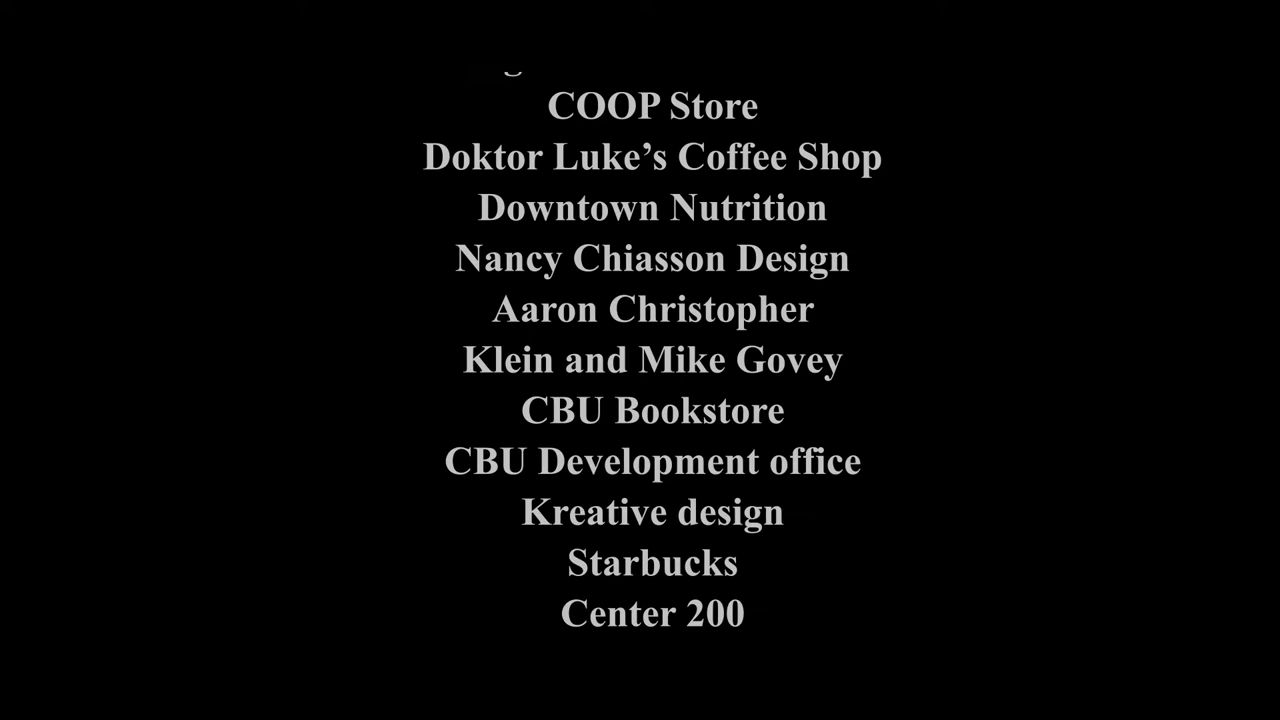 COOP Store
Doktor Luke’s Coffee Shop
Downtown Nutrition
Nancy Chiasson Design
Aaron Christopher
Klein and Mike Govey
CBU Bookstore
CBU Development office
Kreative design
Starbucks
Center 200